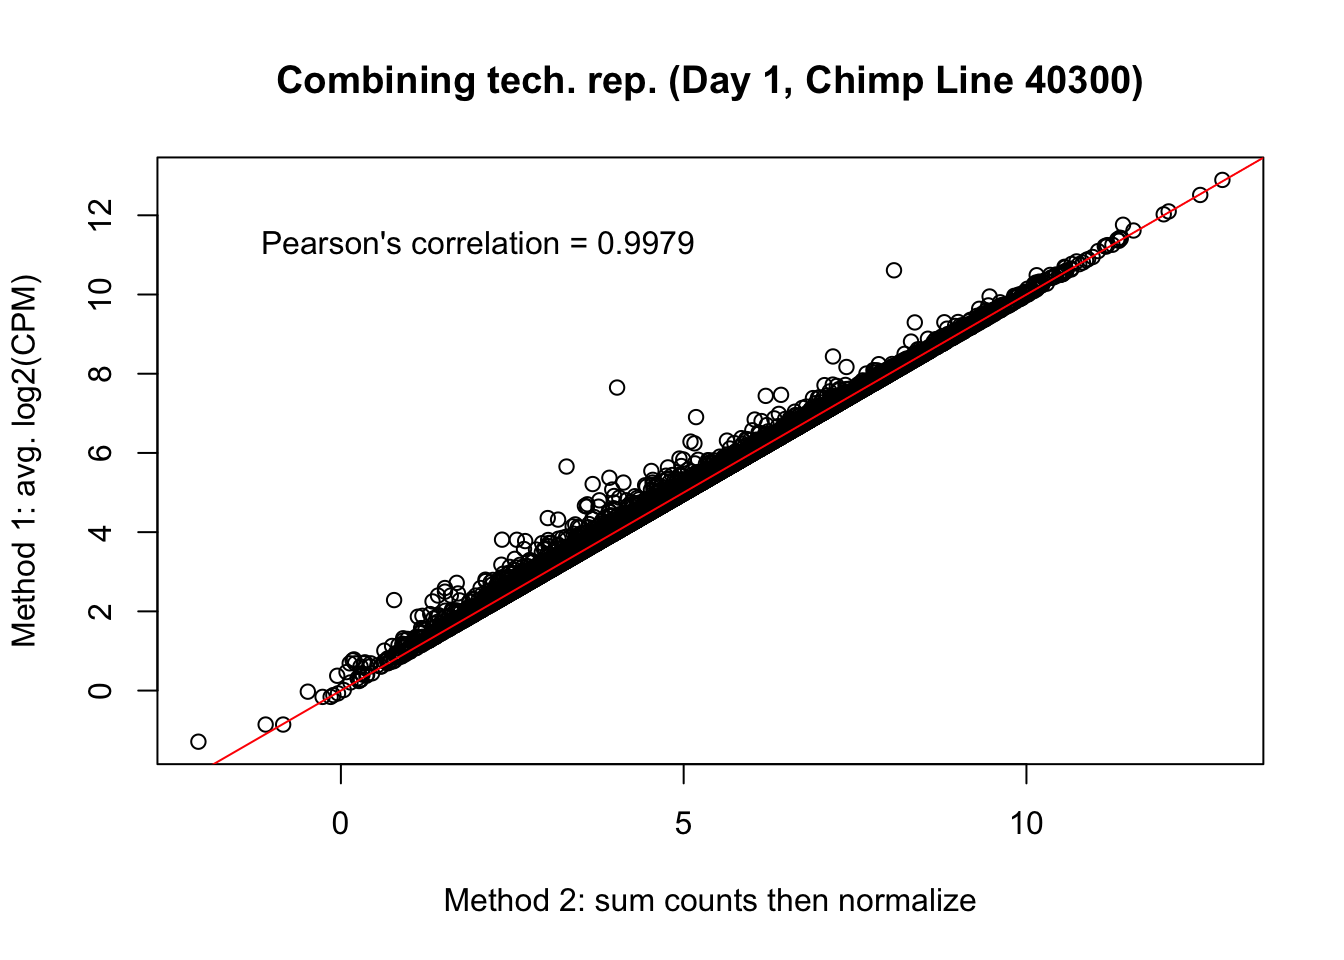 Combining tech. rep. (Day 1, Chimp Line 40300)
Pearson's correlation = 0.9979
Method 1: avg. log2(CPM)
12
10
8
6
4
2
0
0 5 10
Method 2: sum counts then normalize